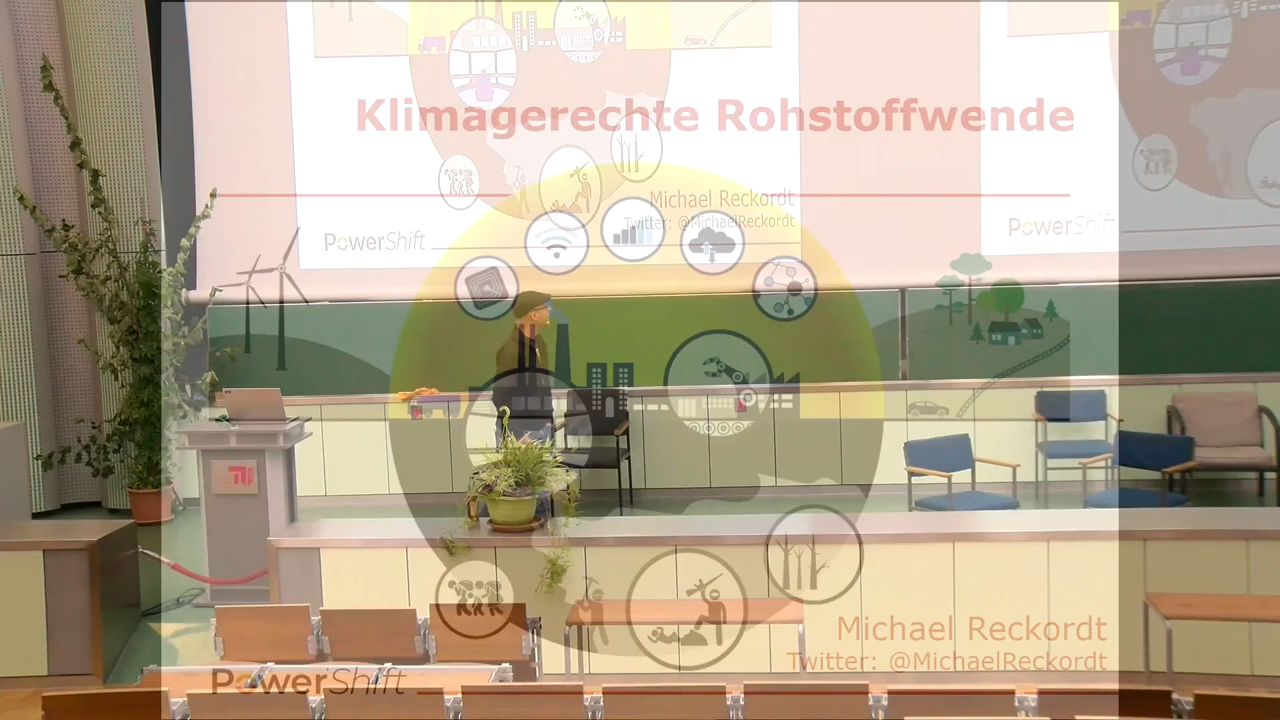 Klimagerechte Rohstoffwende
Michael Reckordt
Twitter: @MichaelReckordt
PowerShift
PowerShift
Michael Reckordt
Twitter: @MichaelReckordt
PowerShift